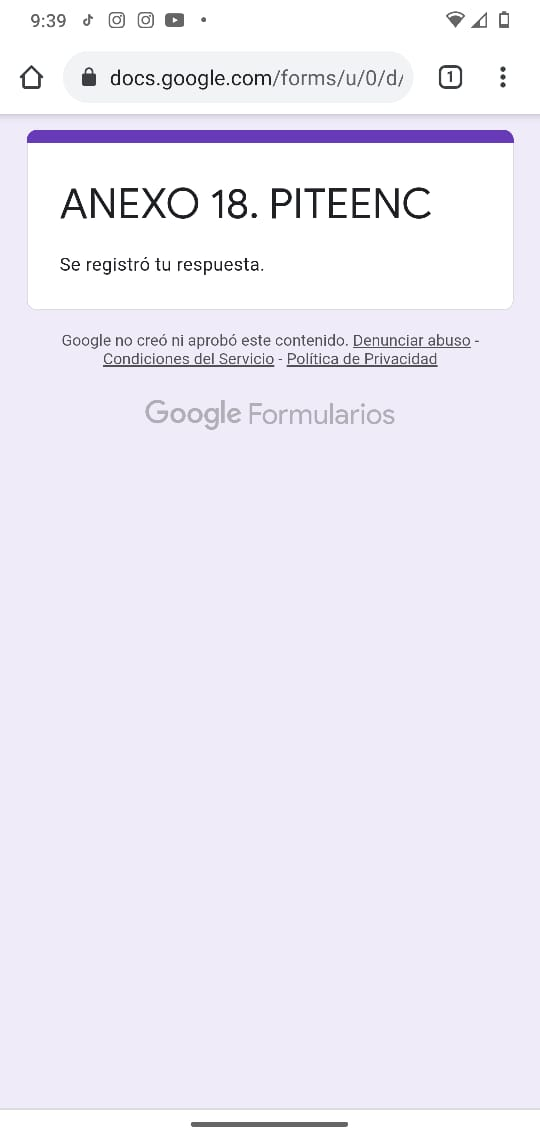 9:39
docs.google.com/forms/u/0/d/
1
ANEXO 18. PITEENC
Se registró tu respuesta.
Google no creó ni aprobó este contenido. Denunciar abuso -
Condiciones del Servicio - Política de Privacidad
Google Formularios